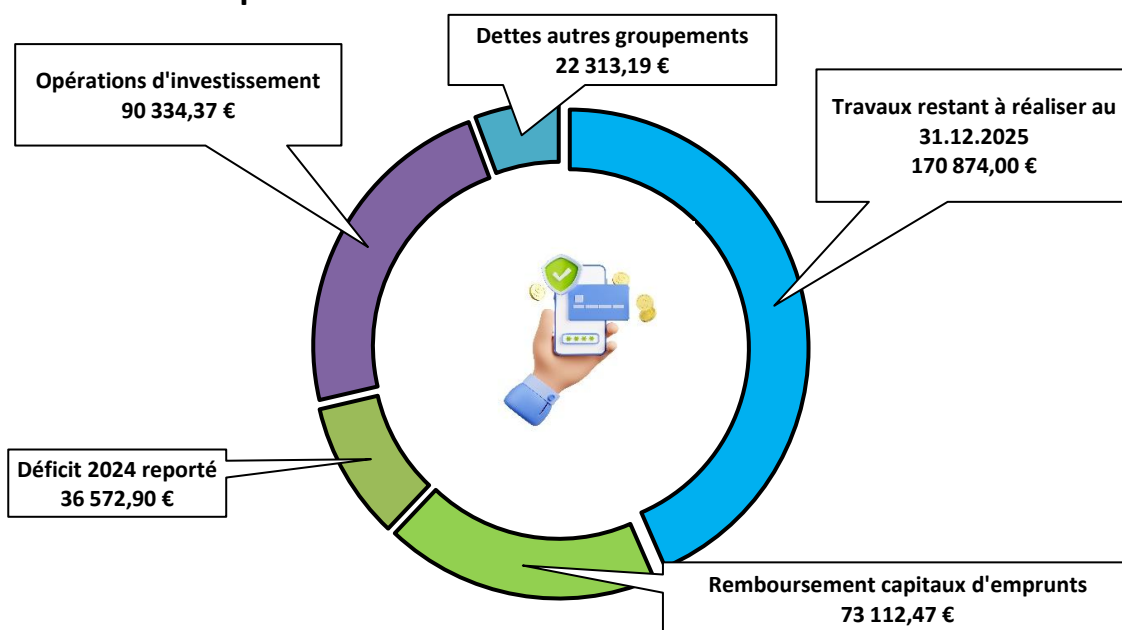 Dettes autres groupements
22 313,19 €
Opérations d'investissement
90 334,37 €
Travaux restant à réaliser au
31.12.2025
170 874,00 €
Déficit 2024 reporté
36 572,90 €
Remboursement capitaux d'emprunts
73 112,47 €